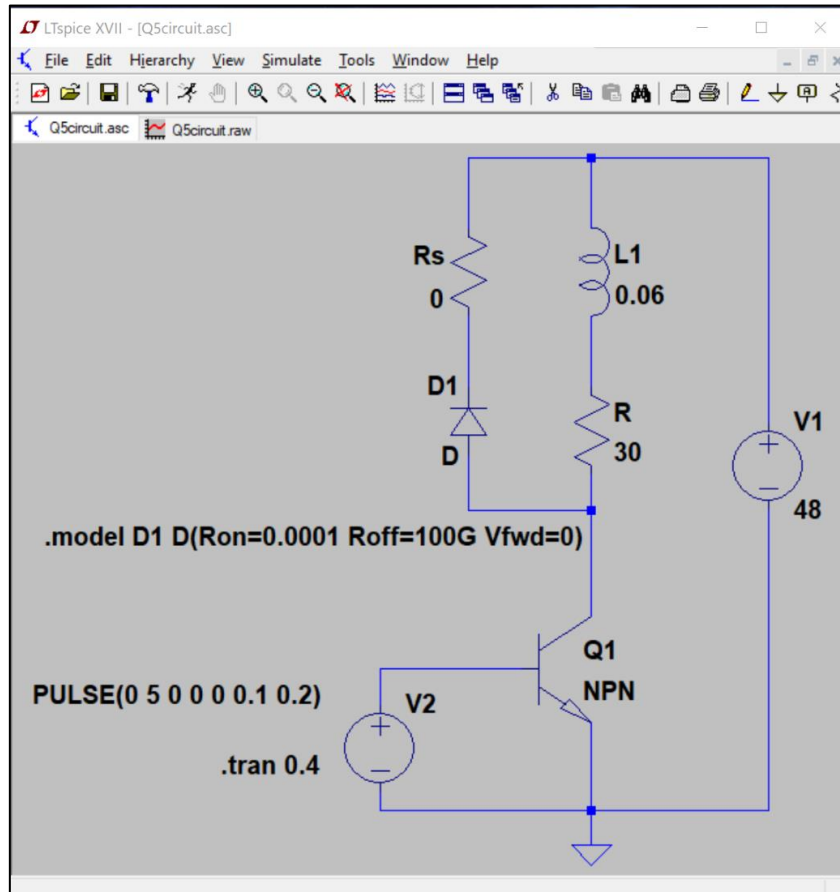 LTspice XVII - [Q5circuit.asc]
File Edit Hierarchy View Simulate Tools Window Help
Q5circuit.asc Q5circuit.raw
Rs
0
L1
0.06
D1
D
R
30
V1
48
.model D1 D(Ron=0.0001 Roff=100G Vfwd=0)
Q1
NPN
PULSE(0 5 0 0 0 0.1 0.2)
V2
.tran 0.4